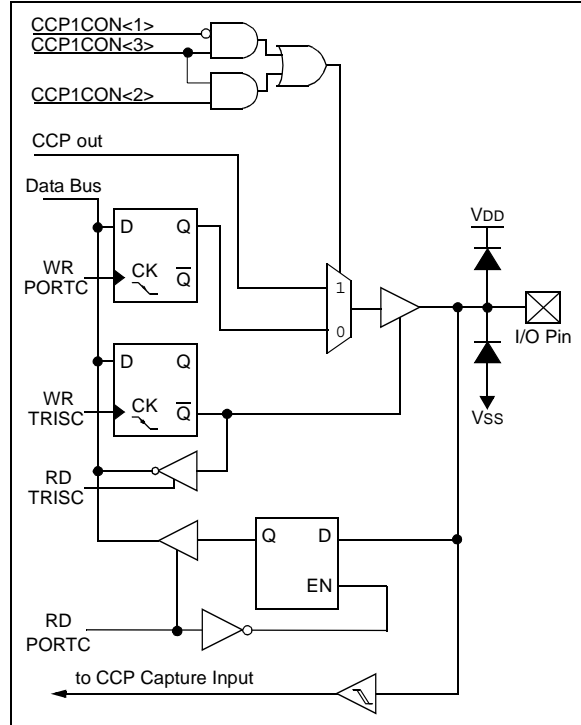 CCP1CON<1>
CCP1CON<3>
CCP1CON<2>
CCP out
Data Bus
VDD
D Q
WR
PORTC
CK
Q
1
0
I/O Pin
D Q
WR
TRISC
CK
Q
VSS
RD
TRISC
Q D
EN
RD
PORTC
to CCP Capture Input